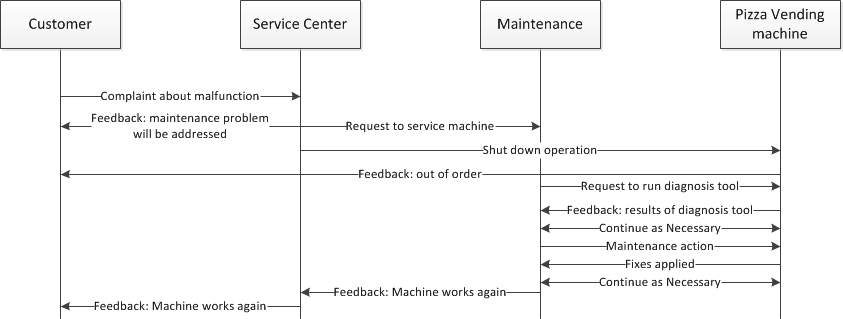 Customer
Service Center
Maintenance
Pizza Vending
machine
Complaint about malfunction
Feedback: maintenance problem
will be addressed
Request to service machine
Shut down operation
Feedback: out of order
Request to run diagnosis tool
Feedback: results of diagnosis tool
Continue as Necessary
Maintenance action
Fixes applied
Continue as Necessary
Feedback: Machine works again
Feedback: Machine works again